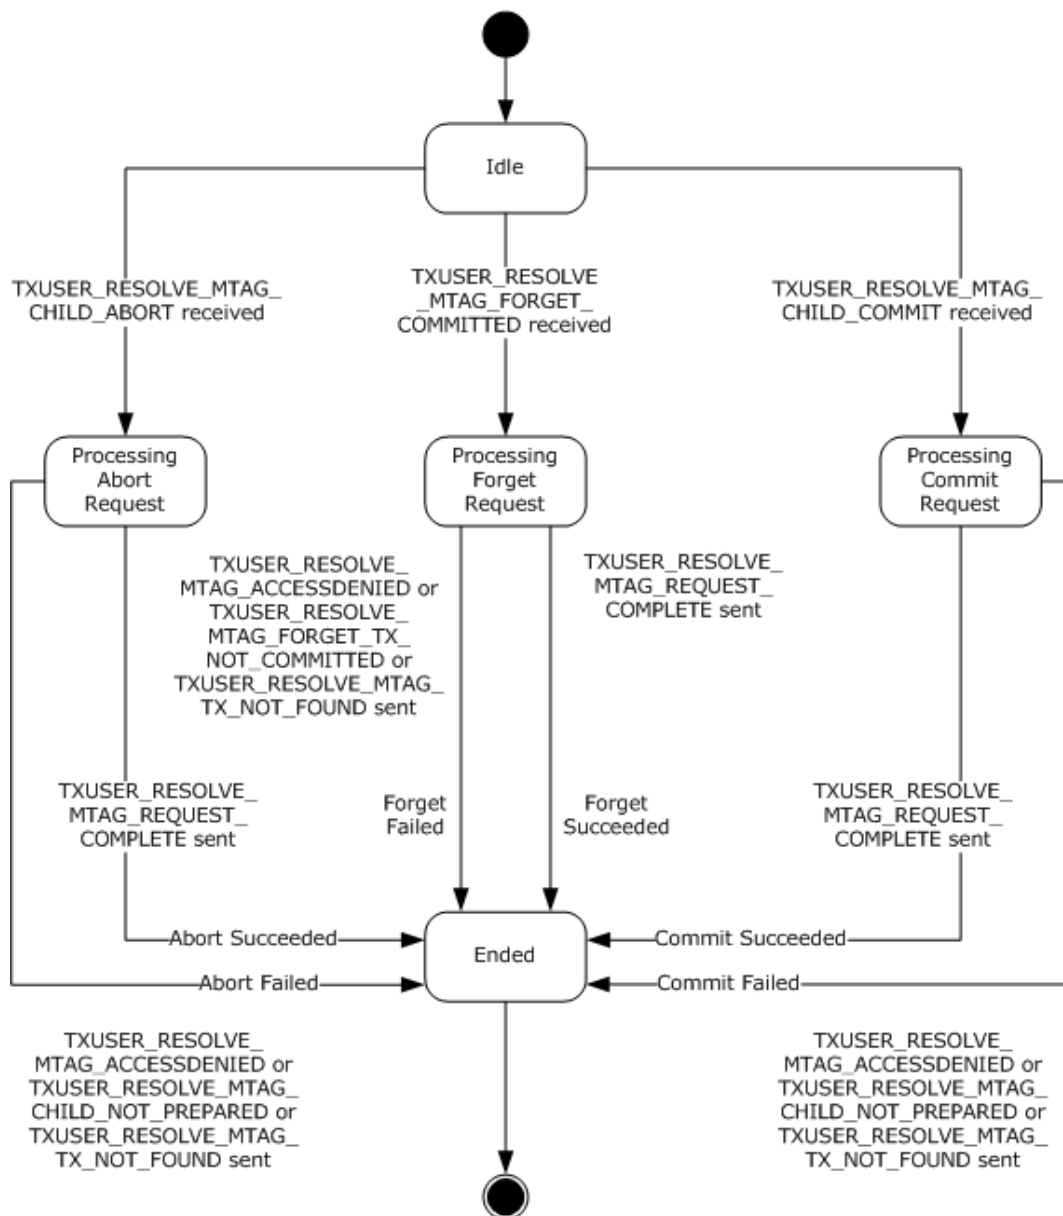 Idle
TXUSER_RESOLVE_MTAG_
CHILD_ABORT received
TXUSER_RESOLVE
_MTAG_FORGET_
COMMITTED received
TXUSER_RESOLVE_MTAG_
CHILD_COMMIT received
Processing
Abort
Request
Processing
Forget
Request
Processing
Commit
Request
TXUSER_RESOLVE_
MTAG_ACCESSDENIED or
TXUSER_RESOLVE_
MTAG_FORGET_TX_
NOT_COMMITTED or
TXUSER_RESOLVE_MTAG_
TX_NOT_FOUND sent
TXUSER_RESOLVE_
MTAG_REQUEST_
COMPLETE sent
TXUSER_RESOLVE_
MTAG_REQUEST_
COMPLETE sent
Forget
Failed
Forget
Succeeded
TXUSER_RESOLVE_
MTAG_REQUEST_
COMPLETE sent
Abort Succeeded
Ended
Commit Succeeded
Abort Failed
Commit Failed
TXUSER_RESOLVE_
MTAG_ACCESSDENIED or
TXUSER_RESOLVE_MTAG_
CHILD_NOT_PREPARED or
TXUSER_RESOLVE_MTAG_
TX_NOT_FOUND sent
TXUSER_RESOLVE_
MTAG_ACCESSDENIED or
TXUSER_RESOLVE_MTAG_
CHILD_NOT_PREPARED or
TXUSER_RESOLVE_MTAG_
TX_NOT_FOUND sent